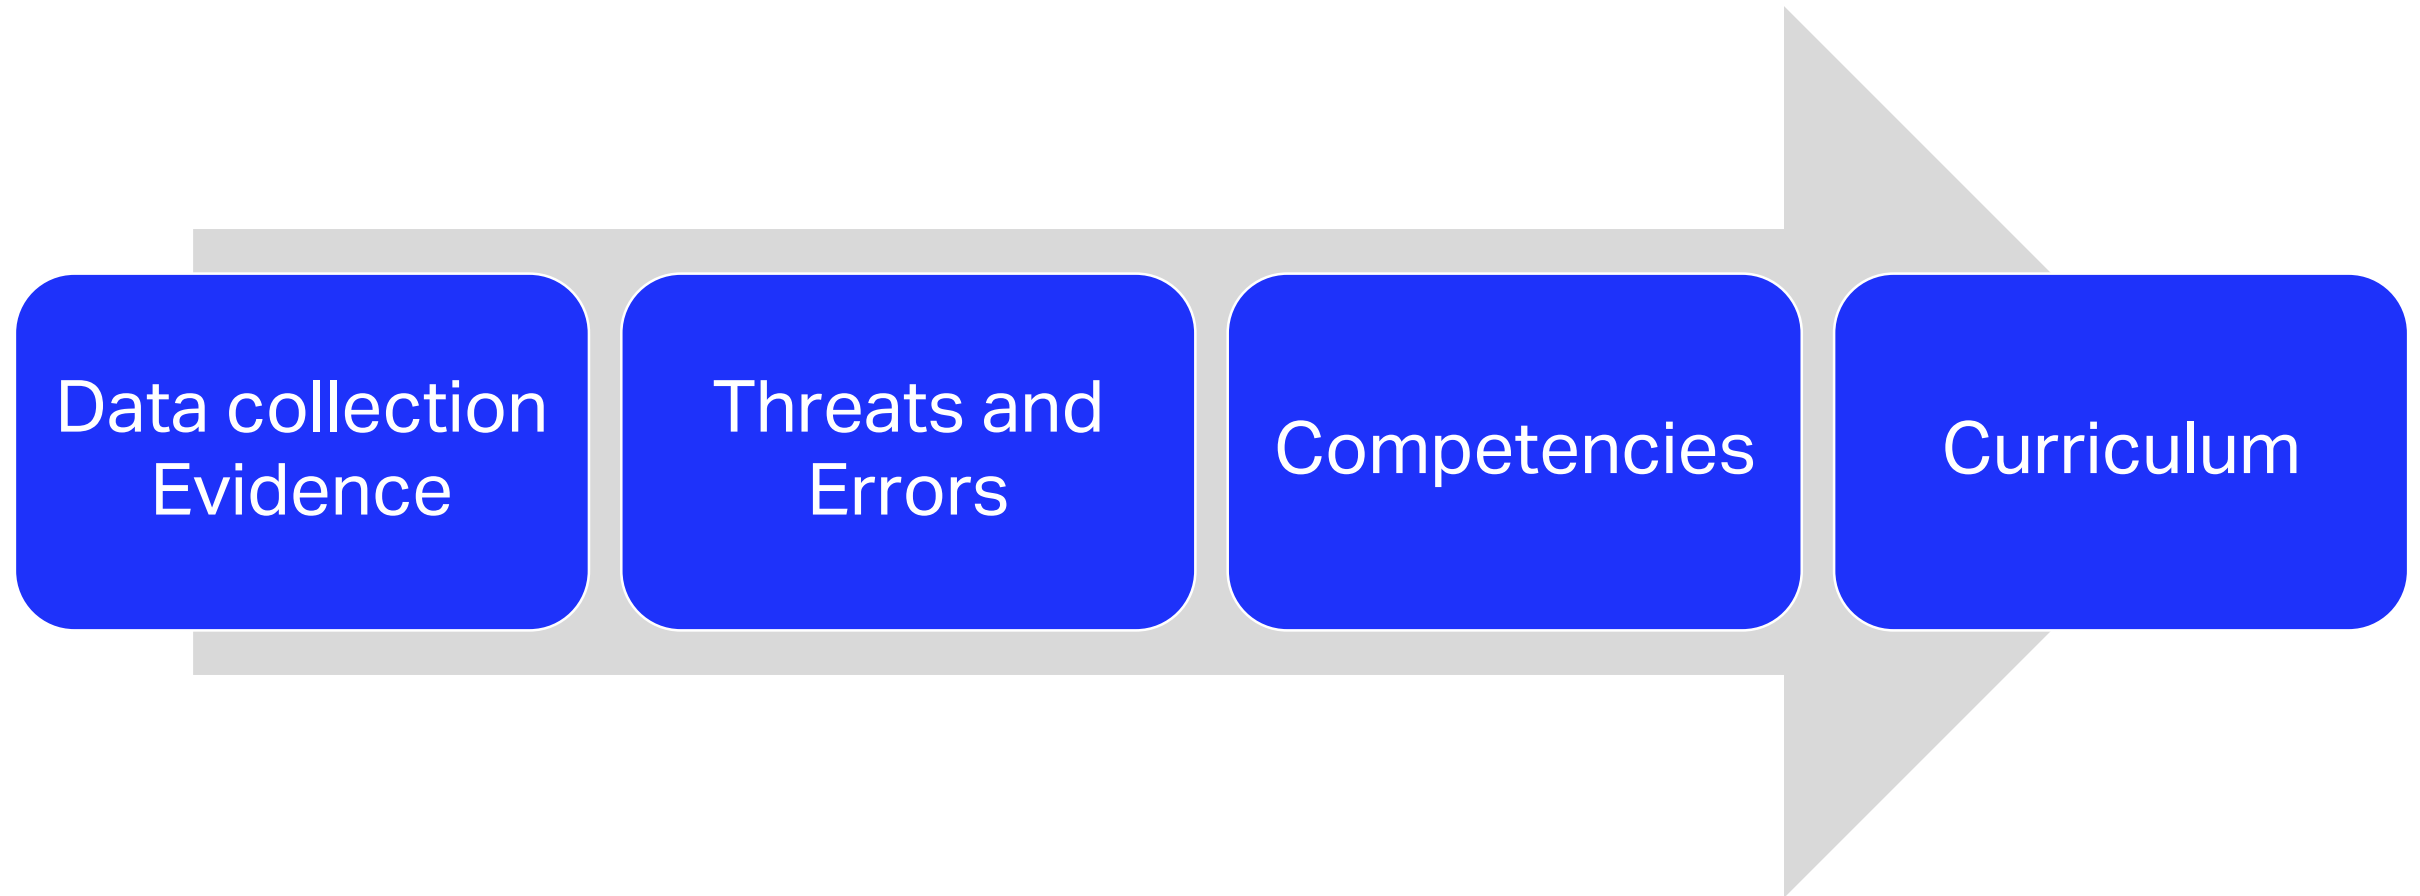 Data collection
Evidence
Threats and
Errors
Competencies
Curriculum